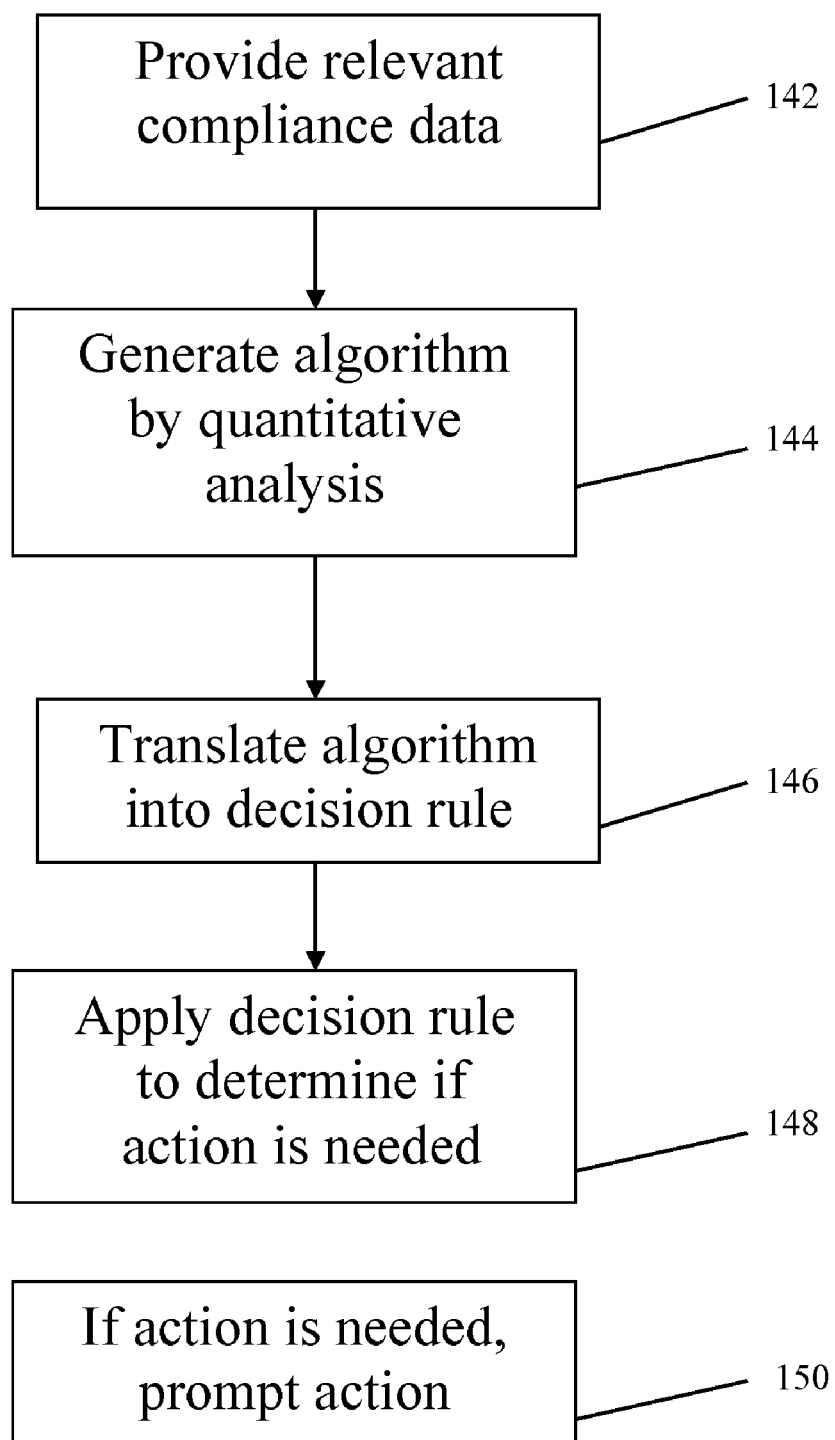 Provide relevant
compliance data
142
Generate algorithm
by quantitative
analysis
144
Translate algorithm
into decision rule
146
Apply decision rule
to determine if
action is needed
148
If action is needed,
prompt action
150